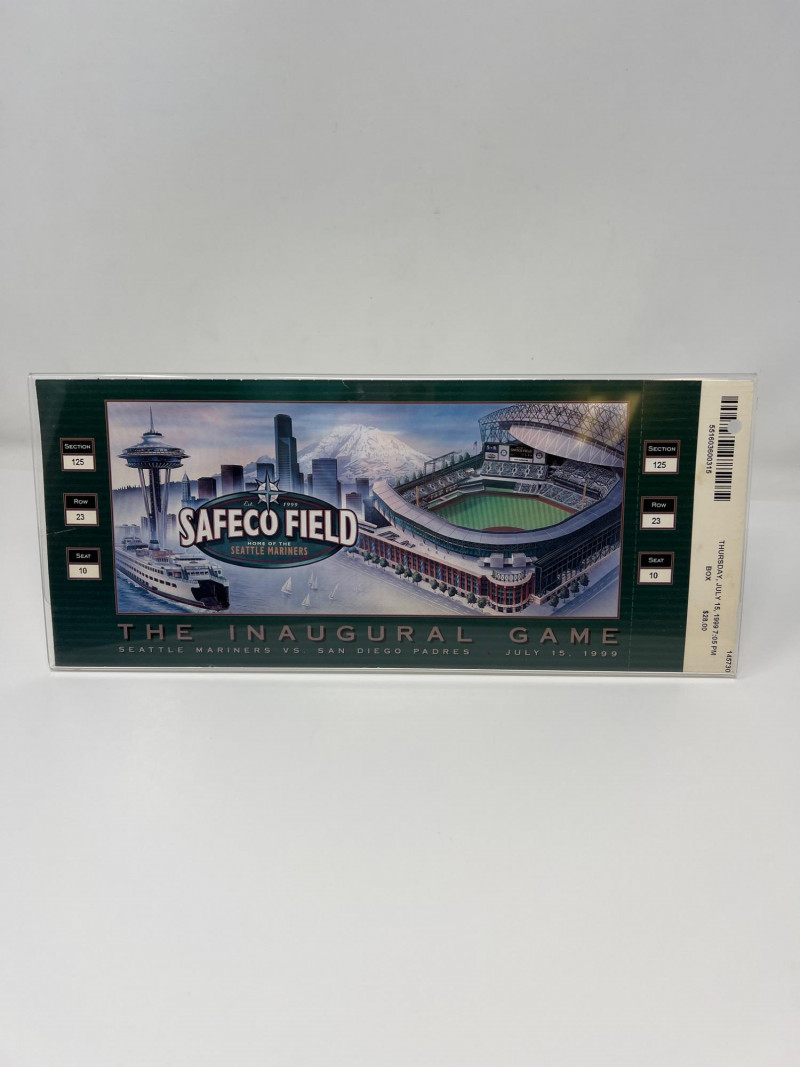 SECTION
125
ROW
23
SEAT
10
Est. 1999
SAFECO FIELD
HOME OF THE
SEATTLE MARINERS
THE INAUGURAL GAME
SEATTLE MARINERS VS. SAN DIEGO PADRES JULY 15, 1999
SECTION
125
ROW
23
SEAT
10
551603600315
THURSDAY, JULY 15, 1999 7:05 PM
BOX $28.00
145730